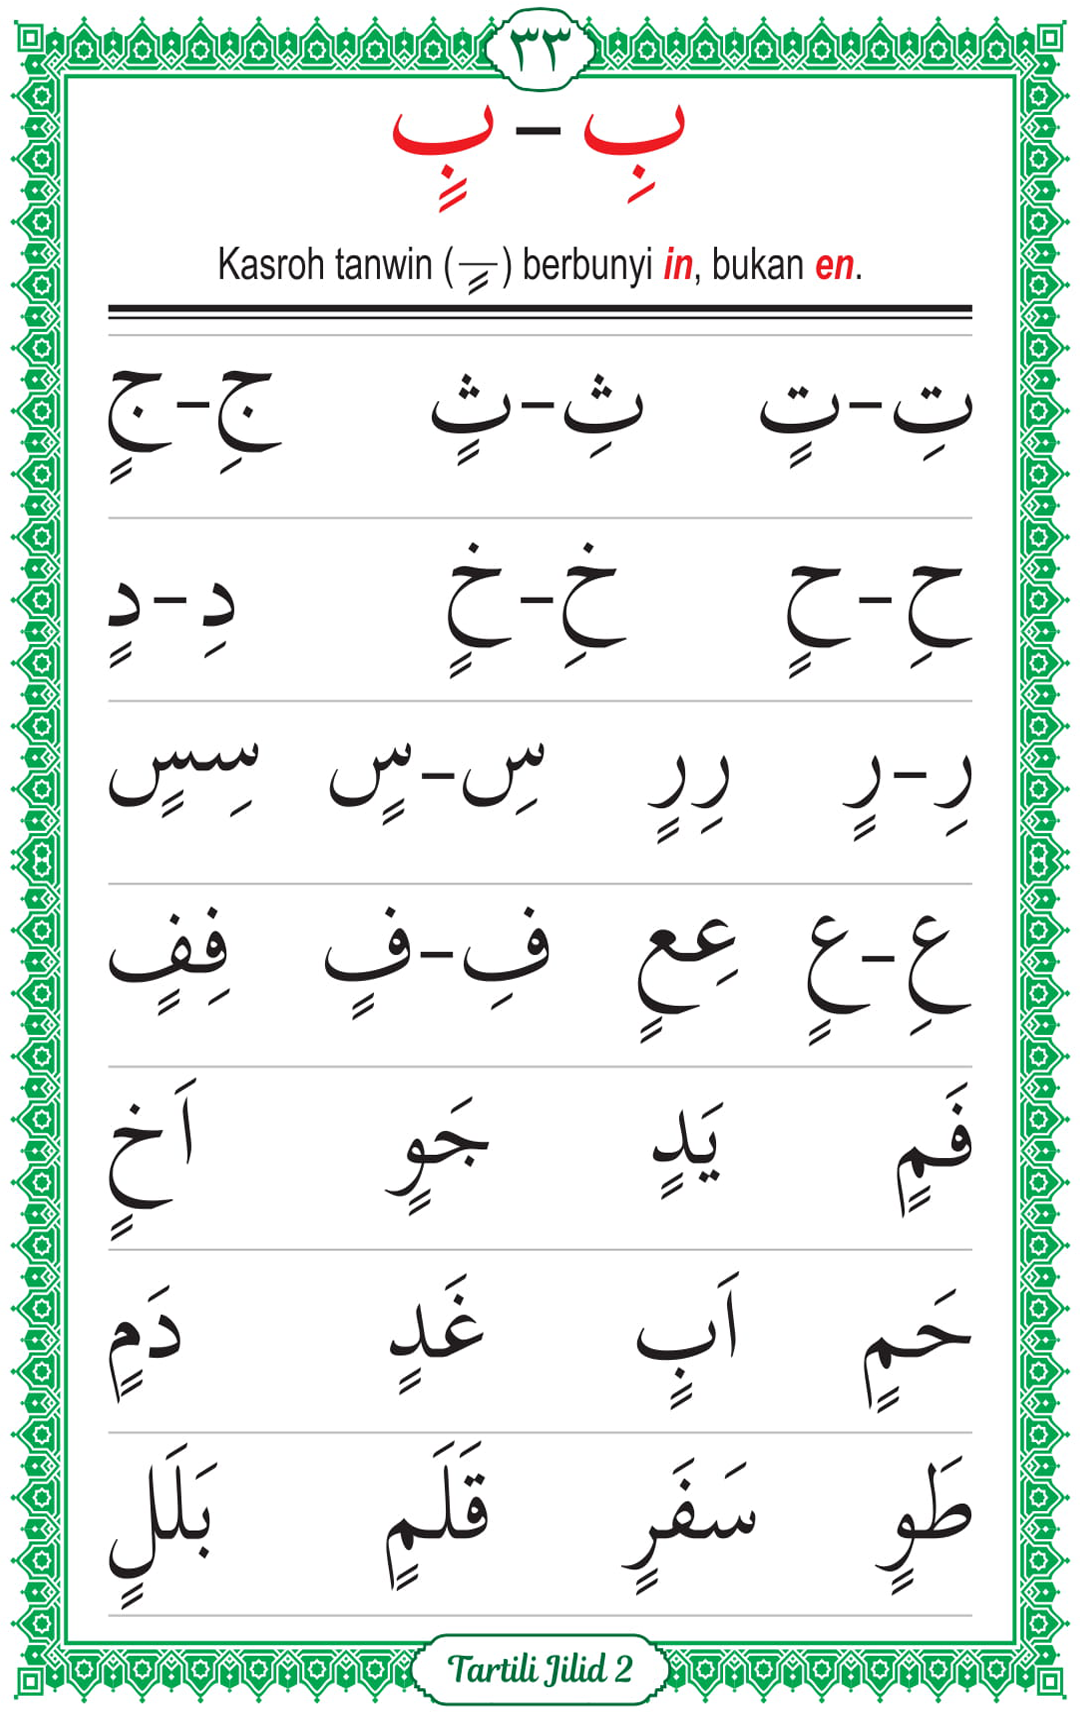 ٣٣
بِ – بٍ
Kasroh tanwin (ـٍ) berbunyi in, bukan en.
تِ – تٍ ثِ – ثٍ جِ – جٍ
حِ – حٍ خِ – خٍ دِ – دٍ
رِ – رٍ رِرٍ سِ – سٍ سِسٍ
عِ – عٍ عِعٍ فِ – فٍ فِفٍ
فَمٍ يَدٍ جَوٍ اَخٍ
حَمٍ اَبٍ غَدٍ دَمٍ
طَوٍ سَفَرٍ قَلَمٍ بَلَلٍ
Tartili Jilid 2